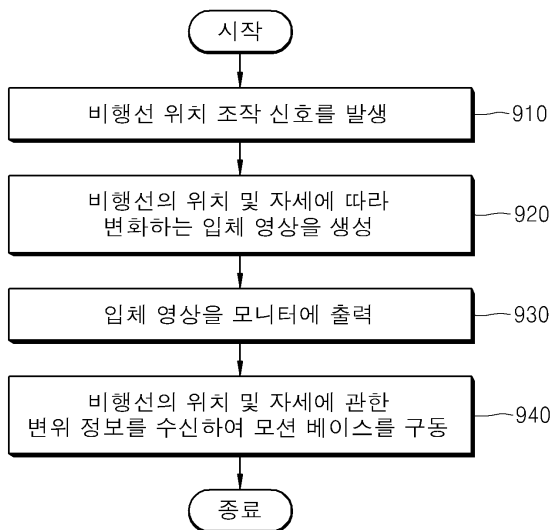 시작
비행선 위치 조작 신호를 발생
910
비행선의 위치 및 자세에 따라
변화하는 입체 영상을 생성
920
입체 영상을 모니터에 출력
930
비행선의 위치 및 자세에 관한
변위 정보를 수신하여 모션 베이스를 구동
940
종료